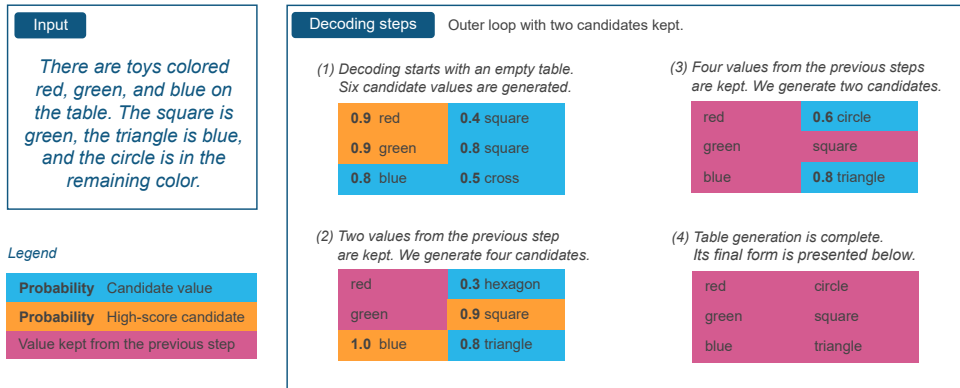 Input
There are toys colored
red, green, and blue on
the table. The square is
green, the triangle is blue,
and the circle is in the
remaining color.
Legend
Probability Candidate value
Probability High-score candidate
Value kept from the previous step
Decoding steps Outer loop with two candidates kept.
(1) Decoding starts with an empty table.
Six candidate values are generated.
0.9 red 0.4 square
0.9 green 0.8 square
0.8 blue 0.5 cross
(2) Two values from the previous step
are kept. We generate four candidates.
red 0.3 hexagon
green 0.9 square
1.0 blue 0.8 triangle
(3) Four values from the previous steps
are kept. We generate two candidates.
red 0.6 circle
green square
blue 0.8 triangle
(4) Table generation is complete.
Its final form is presented below.
red circle
green square
blue triangle